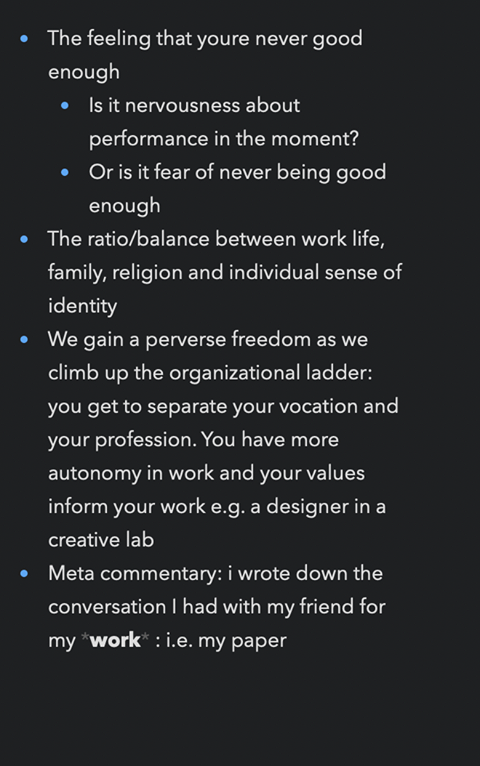 The feeling that youre never good
enough
Is it nervousness about
performance in the moment?
Or is it fear of never being good
enough
The ratio/balance between work life,
family, religion and individual sense of
identity
We gain a perverse freedom as we
climb up the organizational ladder:
you get to separate your vocation and
your profession. You have more
autonomy in work and your values
inform your work e.g. a designer in a
creative lab
Meta commentary: i wrote down the
conversation I had with my friend for
my *work* : i.e. my paper